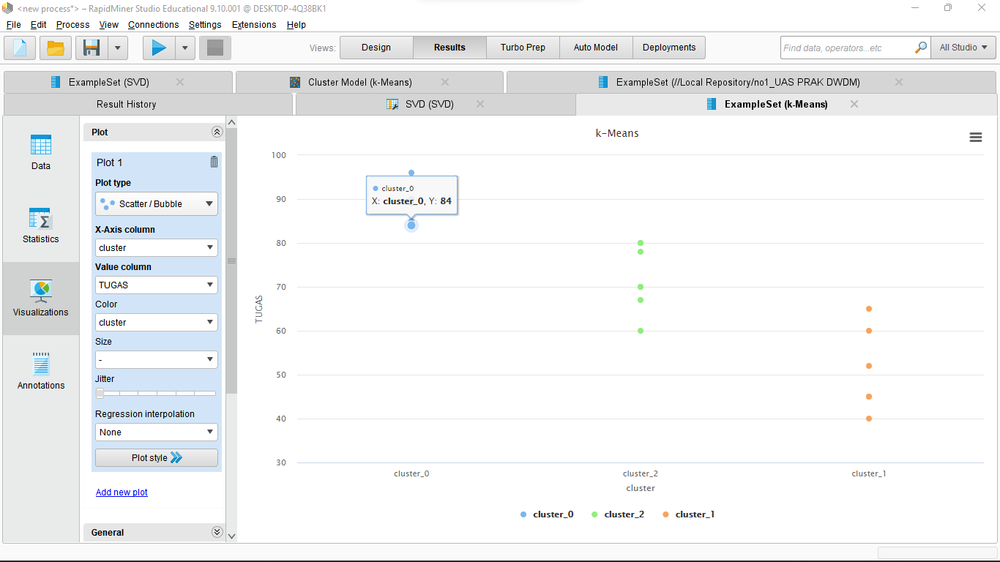 <new process*> – RapidMiner Studio Educational 9.10.001 @ DESKTOP-4Q38BK1
File Edit Process View Connections Settings Extensions Help
Views: Design Results Turbo Prep Auto Model Deployments Find data, operators...etc All Studio
ExampleSet (SVD) Cluster Model (k-Means) ExampleSet (//Local Repository/no1_UAS PRAK DWDM)
Result History SVD (SVD) ExampleSet (k-Means)
Data
Statistics
Visualizations
Annotations
Plot
Plot 1
Plot type
Scatter / Bubble
X-Axis column
cluster
Value column
TUGAS
Color
cluster
Size
-
Jitter
Regression interpolation
None
Plot style
Add new plot
General
k-Means
100
90
80
70
60
50
40
30
TUGAS
cluster_0
X: cluster_0, Y: 84
cluster_0 cluster_2 cluster_1
cluster
cluster_0 cluster_2 cluster_1